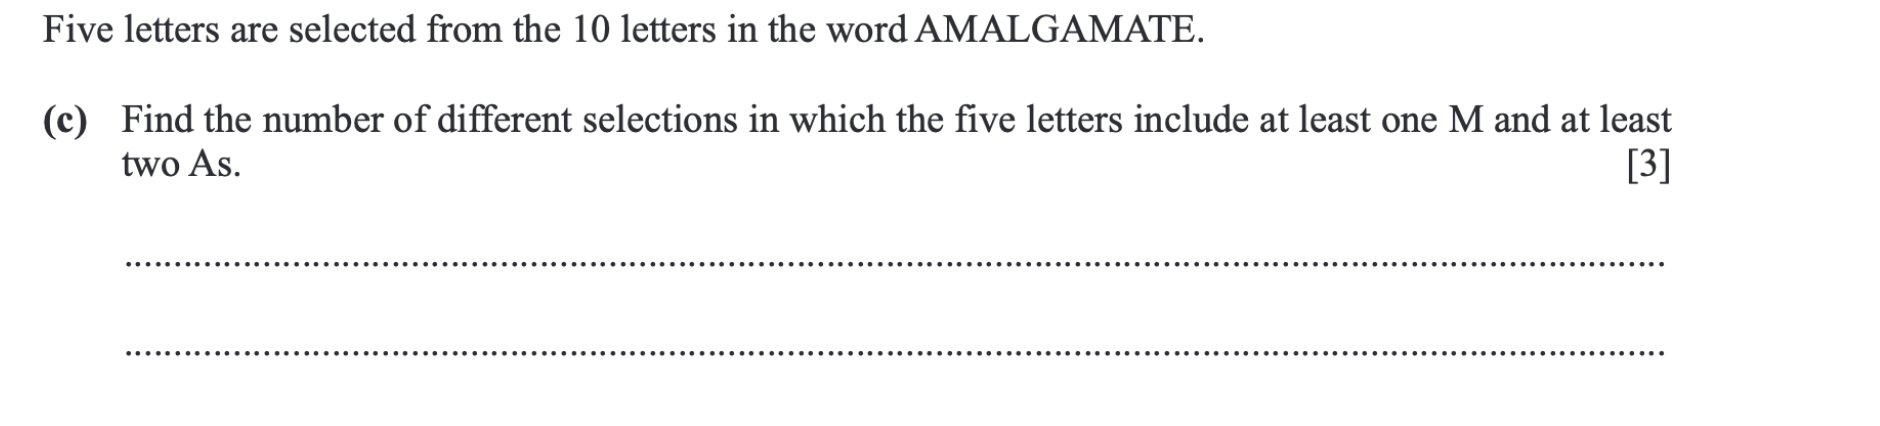 Five letters are selected from the 10 letters in the word AMALGAMATE.
(c) Find the number of different selections in which the five letters include at least one M and at least
two As. [3]